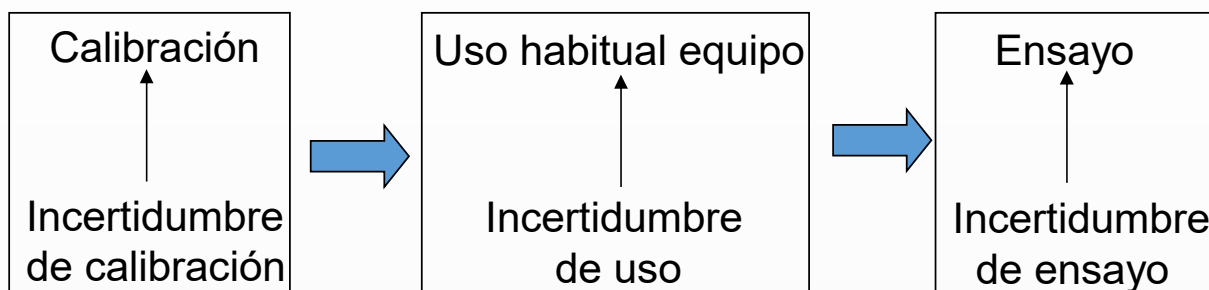 Calibración
Incertidumbre
de calibración
Uso habitual equipo
Incertidumbre
de uso
Ensayo
Incertidumbre
de ensayo